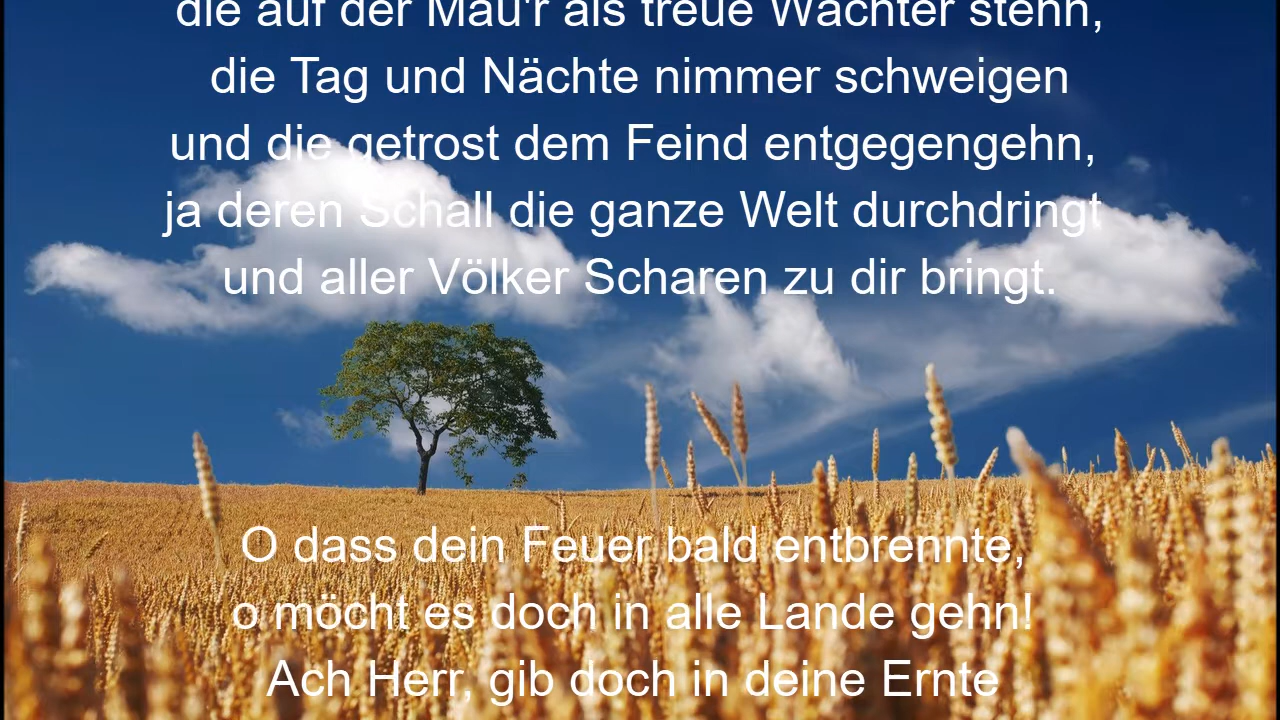 die auf der Mau'r als treue Wächter stehn,
die Tag und Nächte nimmer schweigen
und die getrost dem Feind entgegengehn,
ja deren Schall die ganze Welt durchdringt
und aller Völker Scharen zu dir bringt.
O dass dein Feuer bald entbrennte,
o möcht es doch in alle Lande gehn!
Ach Herr, gib doch in deine Ernte